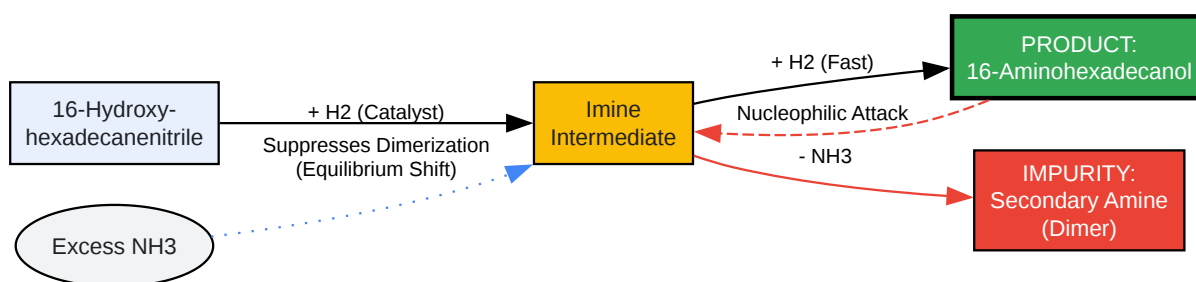 16-Hydroxy-
hexadecanenitrile
+ H2 (Catalyst)
Suppresses Dimerization
(Equilibrium Shift)
Excess NH3
Imine
Intermediate
+ H2 (Fast)
Nucleophilic Attack
- NH3
PRODUCT:
16-Aminohexadecanol
IMPURITY:
Secondary Amine
(Dimer)